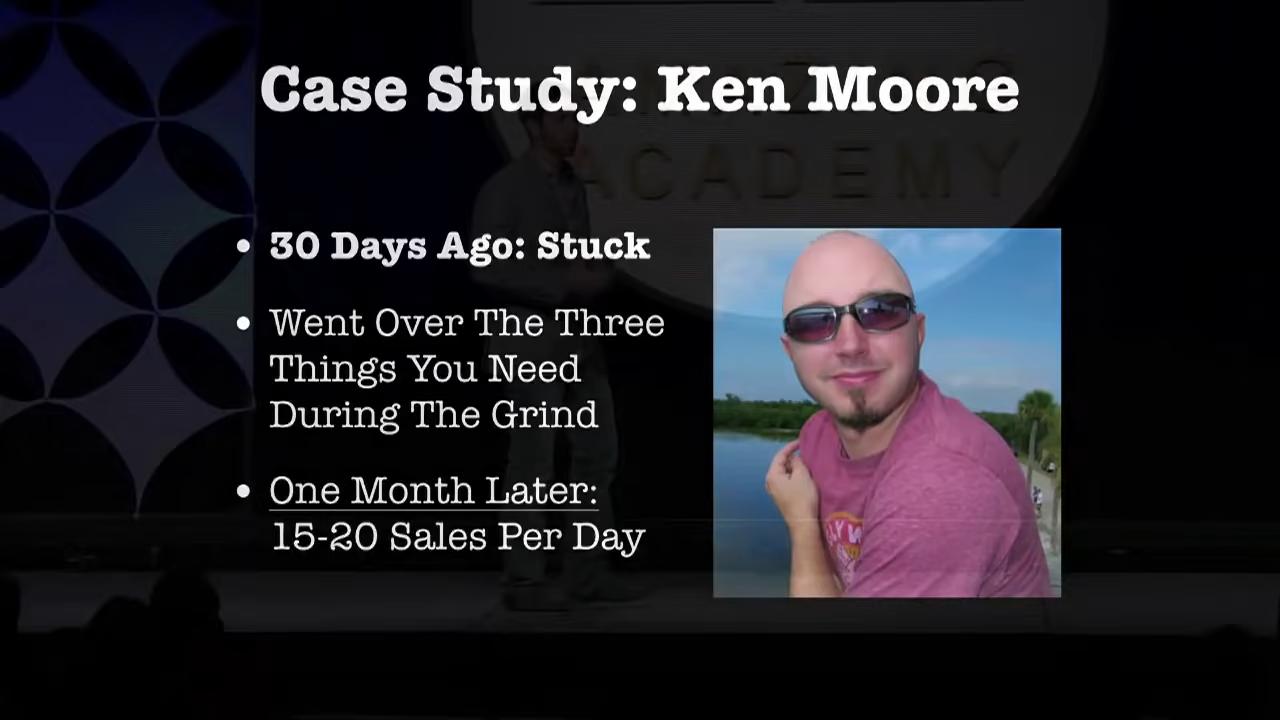 Case Study: Ken Moore
ACADEMY
• 30 Days Ago: Stuck
• Went Over The Three
Things You Need
During The Grind
• One Month Later:
15-20 Sales Per Day